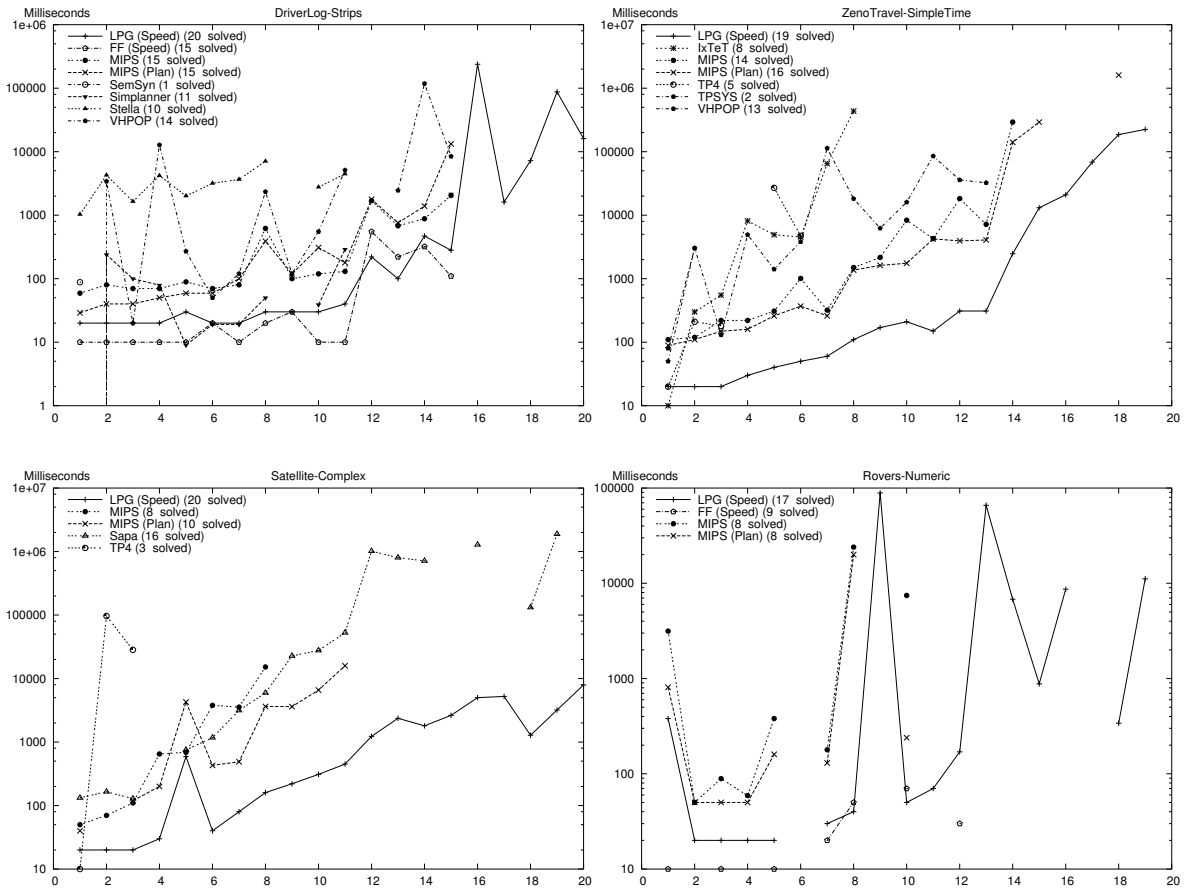 Milliseconds DriverLog-Strips
1e+06
LPG (Speed) (20 solved)
FF (Speed) (15 solved)
MIPS (15 solved)
MIPS (Plan) (15 solved)
SemSyn (1 solved)
Simplanner (11 solved)
Stella (10 solved)
VHPOP (14 solved)
100000
10000
1000
100
10
1
0 2 4 6 8 10 12 14 16 18 20
Milliseconds ZenoTravel-SimpleTime
1e+07
LPG (Speed) (19 solved)
IxTeT (8 solved)
MIPS (14 solved)
MIPS (Plan) (16 solved)
TP4 (5 solved)
TPSYS (2 solved)
VHPOP (13 solved)
1e+06
100000
10000
1000
100
10
0 2 4 6 8 10 12 14 16 18 20
Milliseconds Satellite-Complex
1e+07
LPG (Speed) (20 solved)
MIPS (8 solved)
MIPS (Plan) (10 solved)
Sapa (16 solved)
TP4 (3 solved)
1e+06
100000
10000
1000
100
10
0 2 4 6 8 10 12 14 16 18 20
Milliseconds Rovers-Numeric
100000
LPG (Speed) (17 solved)
FF (Speed) (9 solved)
MIPS (8 solved)
MIPS (Plan) (8 solved)
10000
1000
100
10
0 2 4 6 8 10 12 14 16 18 20